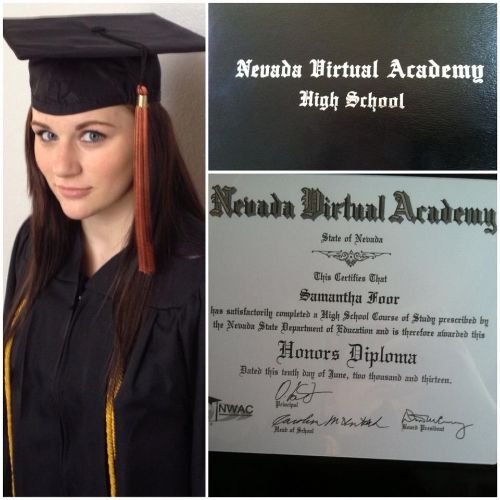 Nevada Virtual Academy
High School
Nevada Virtual Academy
State of Nevada
This Certifies That
Samantha Foor
has satisfactorily completed a High School Course of Study prescribed by
the Nevada State Department of Education and is therefore awarded this
Honors Diploma
Dated this tenth day of June, two thousand and thirteen.
Principal
NWAC
Head of School
Board President